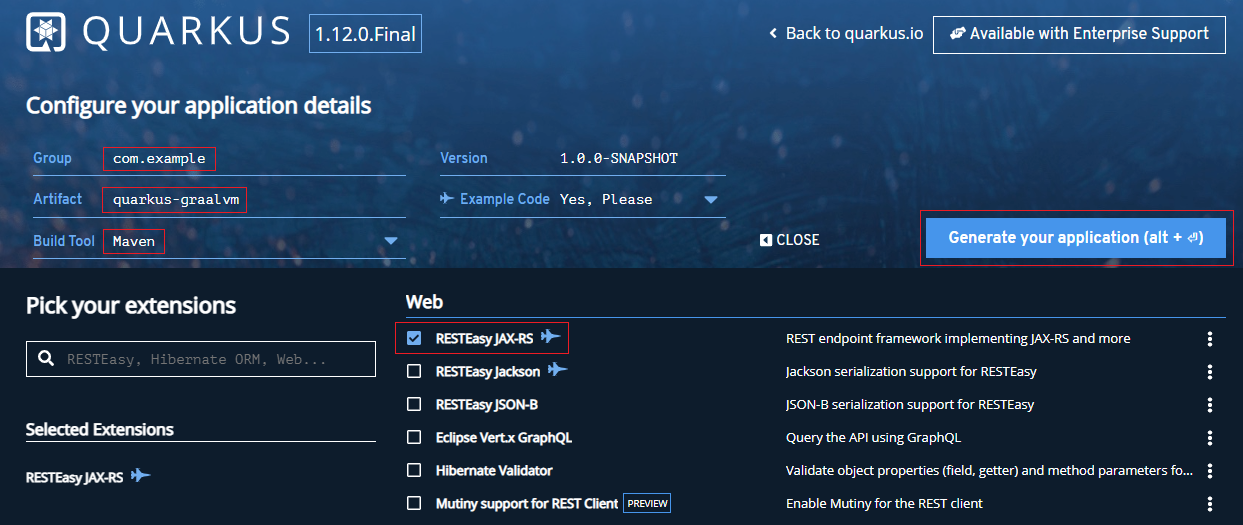 QUARKUS 1.12.0.Final
Back to quarkus.io
Available with Enterprise Support
Configure your application details
Group com.example
Version 1.0.0-SNAPSHOT
Artifact quarkus-graalvm
Example Code Yes, Please
Build Tool Maven
CLOSE
Generate your application (alt + ⏎)
Pick your extensions
RESTEasy, Hibernate ORM, Web...
Selected Extensions
RESTEasy JAX-RS
Web
RESTEasy JAX-RS REST endpoint framework implementing JAX-RS and more
RESTEasy Jackson Jackson serialization support for RESTEasy
RESTEasy JSON-B JSON-B serialization support for RESTEasy
Eclipse Vert.x GraphQL Query the API using GraphQL
Hibernate Validator Validate object properties (field, getter) and method parameters fo...
Mutiny support for REST Client PREVIEW Enable Mutiny for the REST client